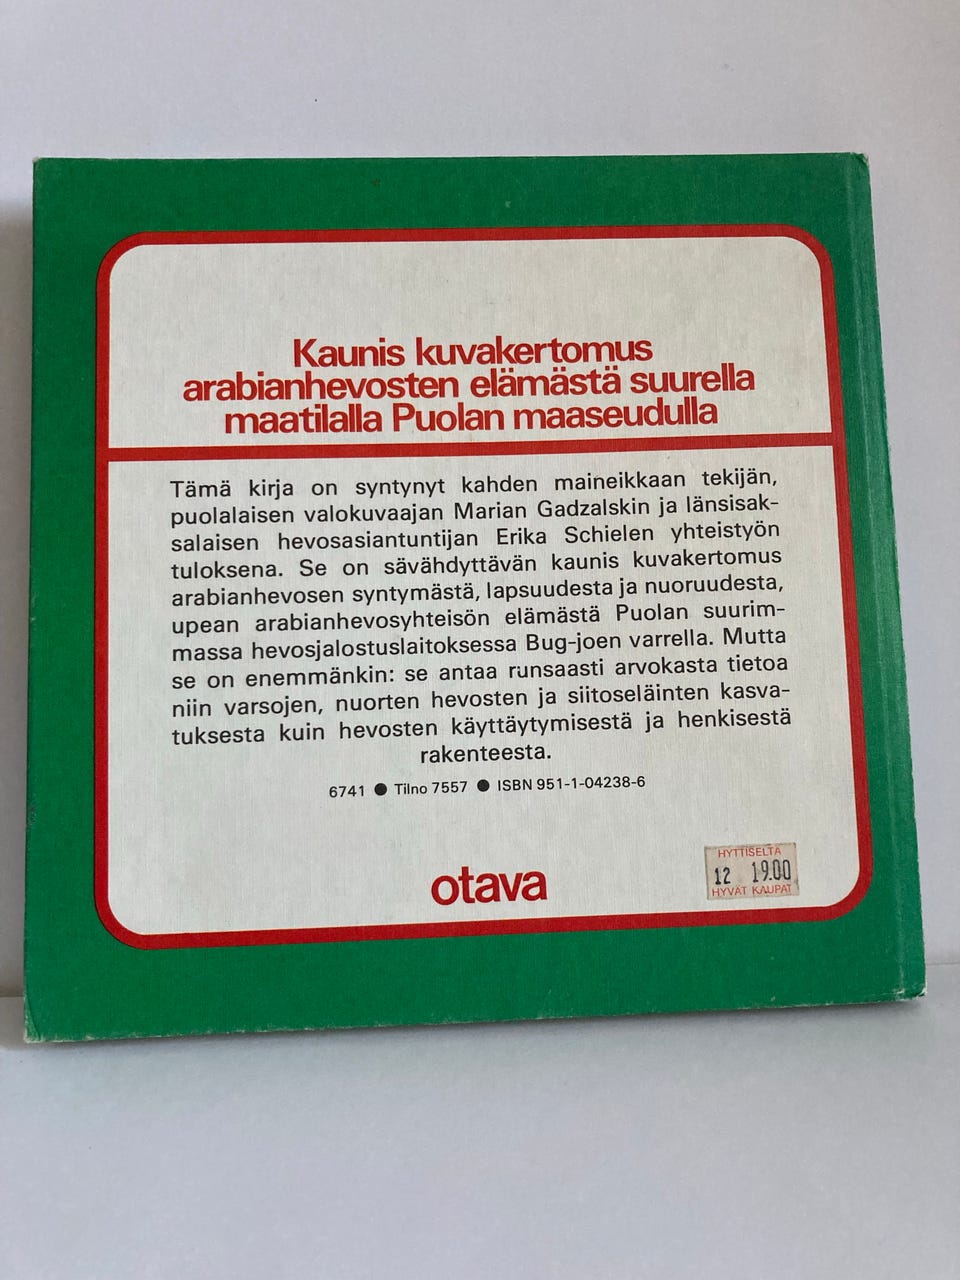 Kaunis kuvakertomus
arabianhevosten elämästä suurella
maatilalla Puolan maaseudulla
Tämä kirja on syntynyt kahden maineikkaan tekijän,
puolalaisen valokuvaajan Marian Gadzalskin ja länsisak-
salaisen hevosasiantuntijan Erika Schielen yhteistyön
tuloksena. Se on sävähdyttävän kaunis kuvakertomus
arabianhevosen syntymästä, lapsuudesta ja nuoruudesta,
upean arabianhevosyhteisön elämästä Puolan suurim-
massa hevosjalostuslaitoksessa Bug-joen varrella. Mutta
se on enemmänkin: se antaa runsaasti arvokasta tietoa
niin varsojen, nuorten hevosten ja siitoseläinten kasva-
tuksesta kuin hevosten käyttäytymisestä ja henkisestä
rakenteesta.
6741 ● Tilno 7557 ● ISBN 951-1-04238-6
otava
HYTTISELTÄ
12 19.00
HYVÄT KAUPAT